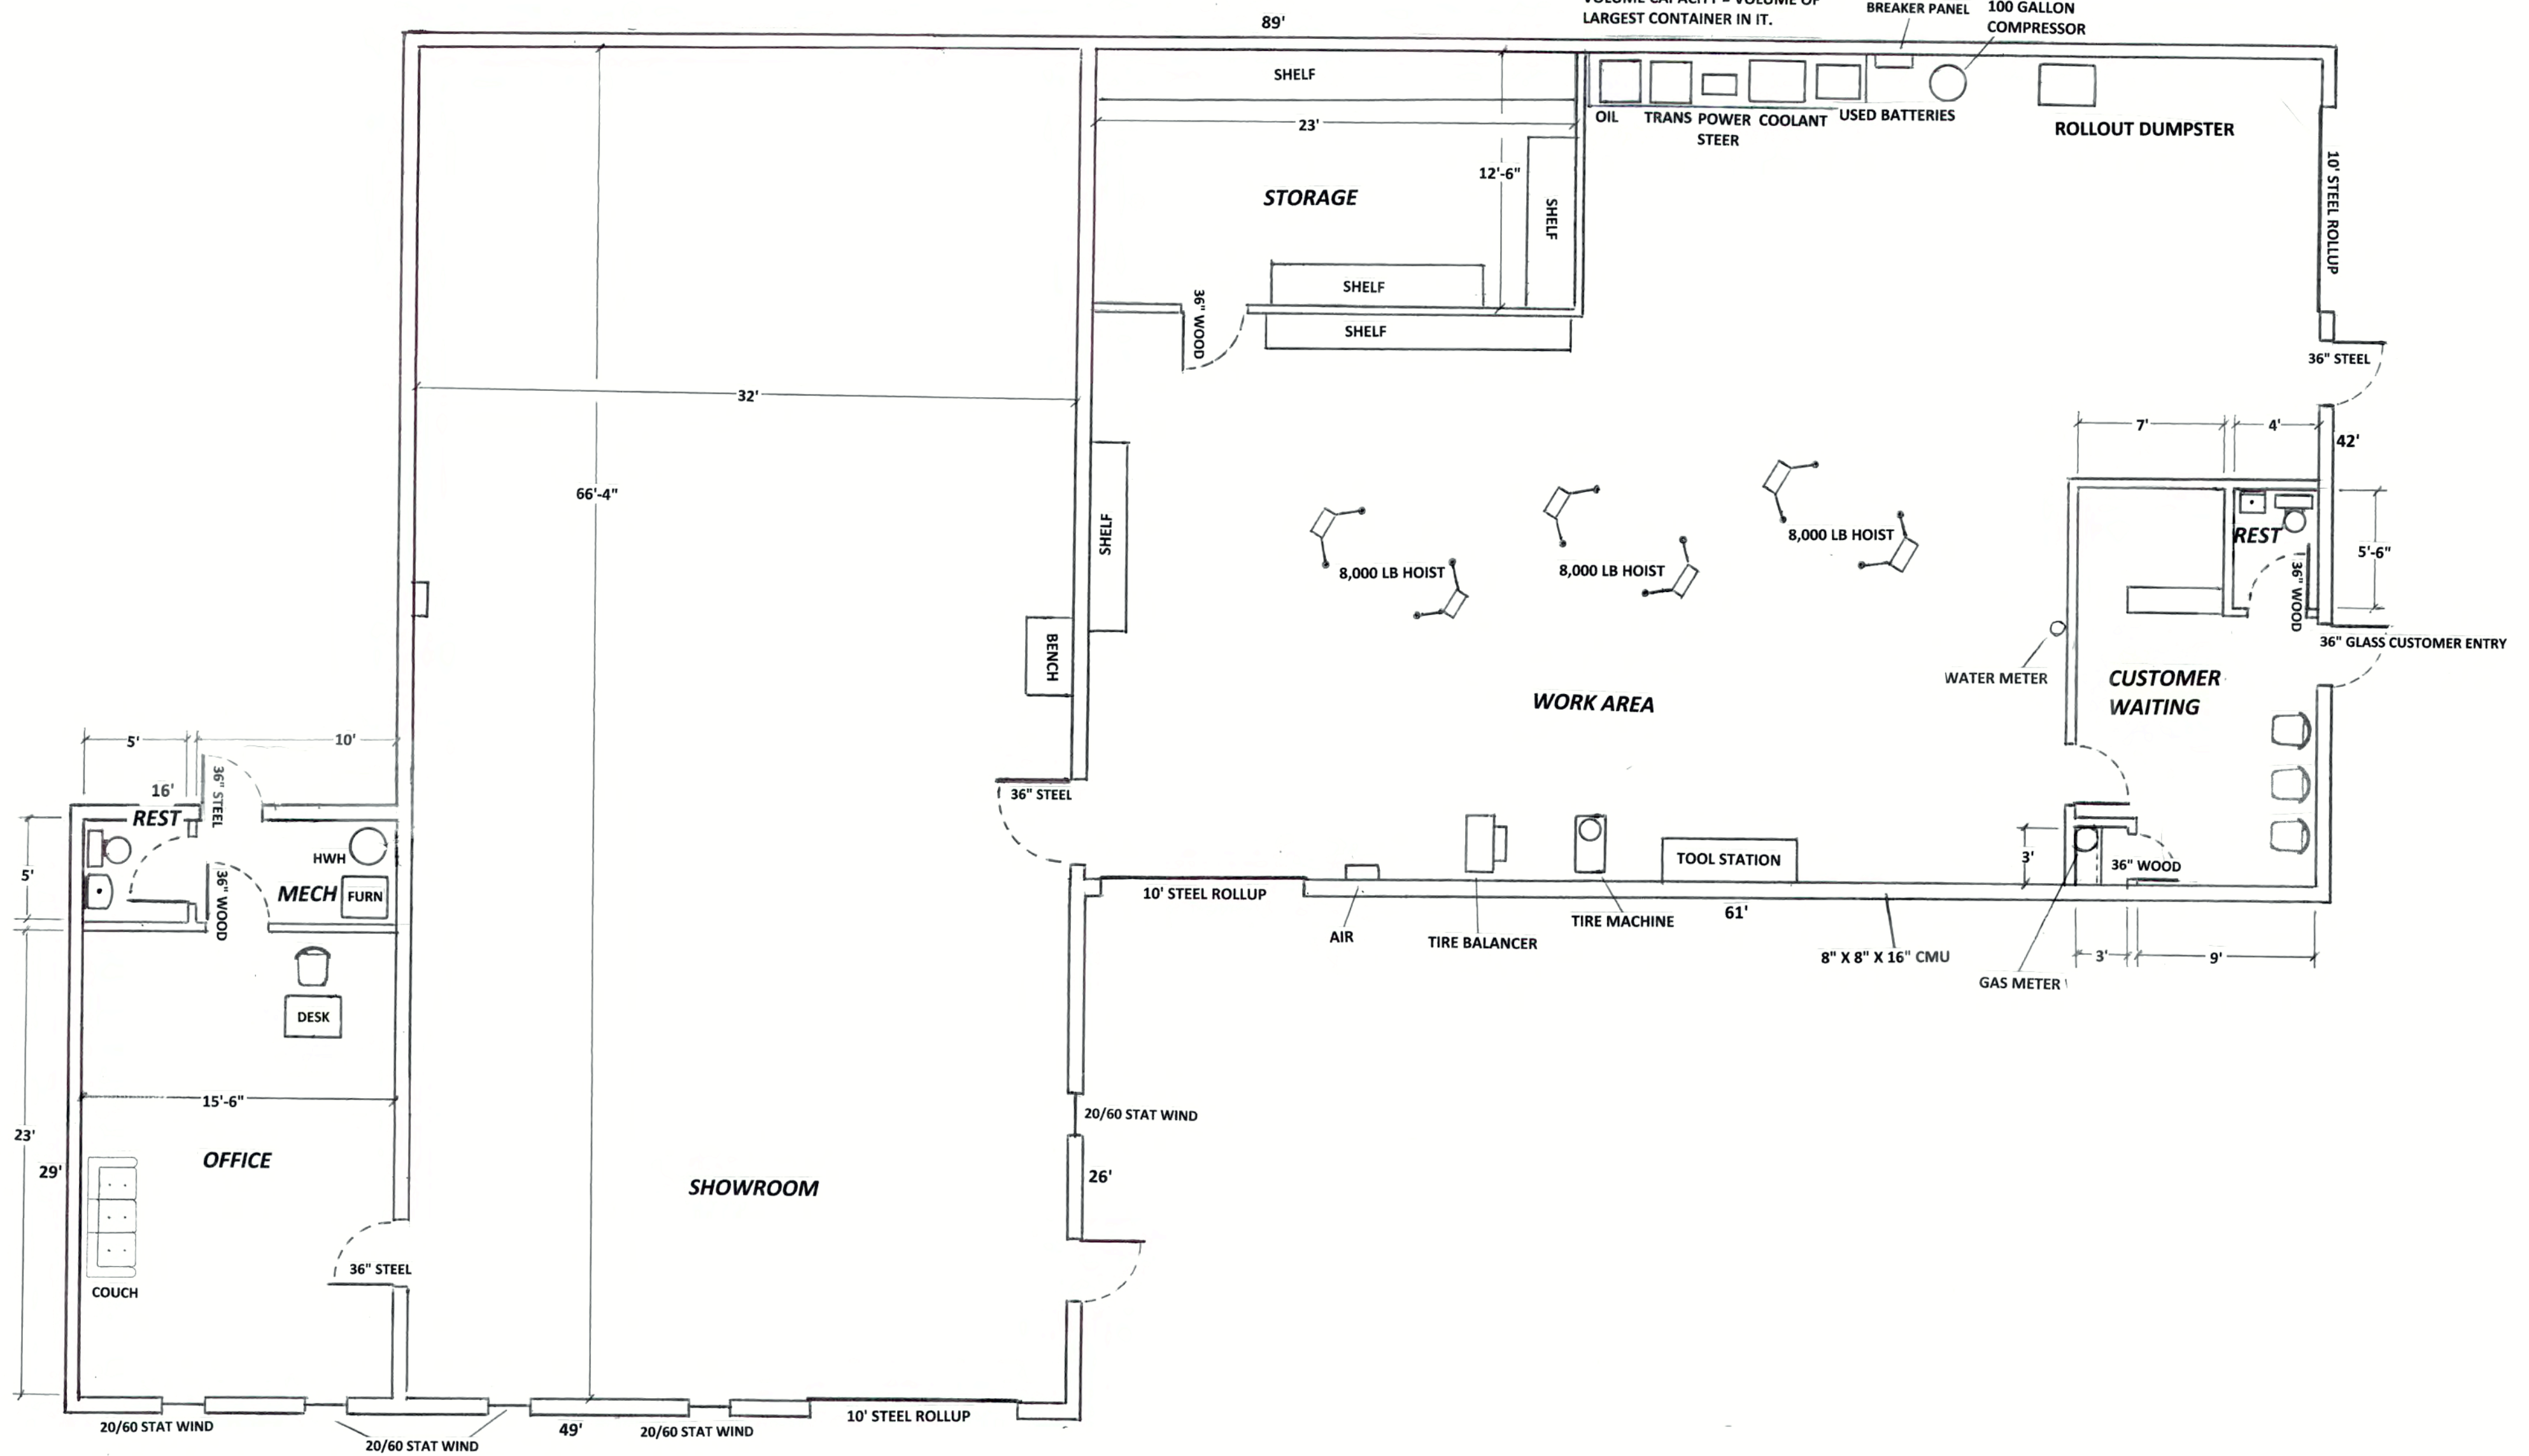 VOLUME CAPACITY = VOLUME OF
LARGEST CONTAINER IN IT.
BREAKER PANEL
100 GALLON
COMPRESSOR
89'
SHELF
23'
12'-6"
STORAGE
SHELF
SHELF
SHELF
36" WOOD
OIL
TRANS
POWER
STEER
COOLANT
USED BATTERIES
ROLLOUT DUMPSTER
10' STEEL ROLLUP
36" STEEL
42'
7'
4'
32'
66'-4"
SHELF
BENCH
8,000 LB HOIST
8,000 LB HOIST
8,000 LB HOIST
REST
36" WOOD
5'-6"
36" GLASS CUSTOMER ENTRY
WATER METER
CUSTOMER
WAITING
WORK AREA
5'
10'
16'
36" STEEL
REST
HWH
MECH
FURN
36" WOOD
5'
36" STEEL
10' STEEL ROLLUP
AIR
TIRE BALANCER
TIRE MACHINE
TOOL STATION
61'
8" X 8" X 16" CMU
3'
36" WOOD
GAS METER
3'
9'
DESK
15'-6"
23'
29'
OFFICE
COUCH
36" STEEL
SHOWROOM
20/60 STAT WIND
26'
20/60 STAT WIND
20/60 STAT WIND
49'
20/60 STAT WIND
10' STEEL ROLLUP